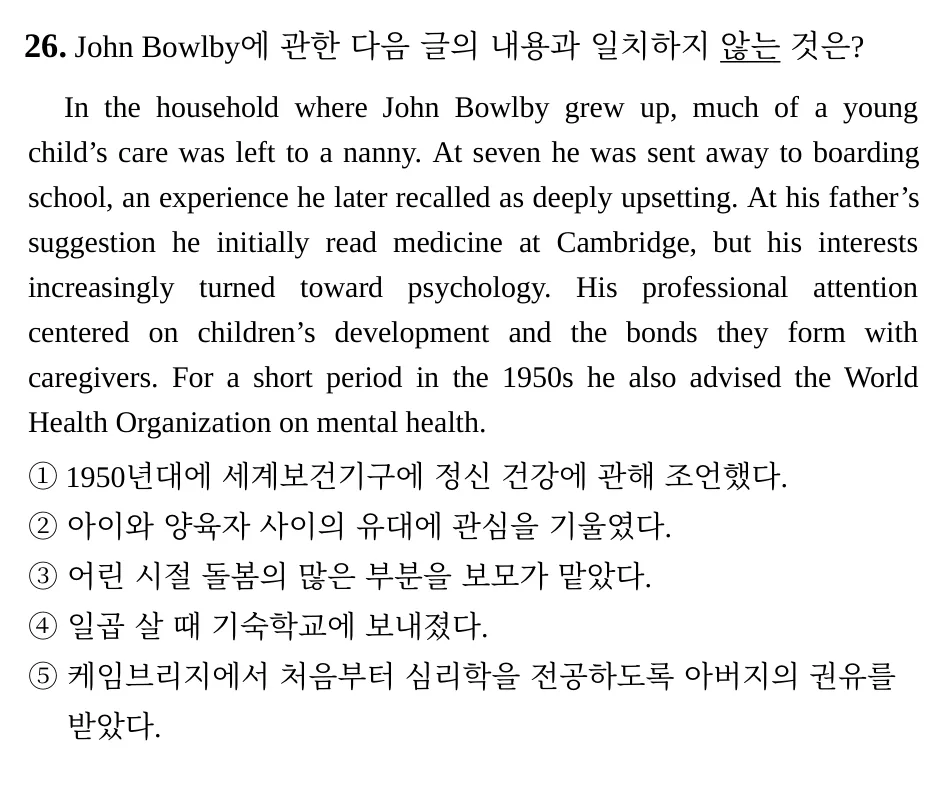 26. John Bowlby에 관한 다음 글의 내용과 일치하지 않는 것은?
In the household where John Bowlby grew up, much of a young
child’s care was left to a nanny. At seven he was sent away to boarding
school, an experience he later recalled as deeply upsetting. At his father’s
suggestion he initially read medicine at Cambridge, but his interests
increasingly turned toward psychology. His professional attention
centered on children’s development and the bonds they form with
caregivers. For a short period in the 1950s he also advised the World
Health Organization on mental health.
① 1950년대에 세계보건기구에 정신 건강에 관해 조언했다.
② 아이와 양육자 사이의 유대에 관심을 기울였다.
③ 어린 시절 돌봄의 많은 부분을 보모가 맡았다.
④ 일곱 살 때 기숙학교에 보내졌다.
⑤ 케임브리지에서 처음부터 심리학을 전공하도록 아버지의 권유를
받았다.